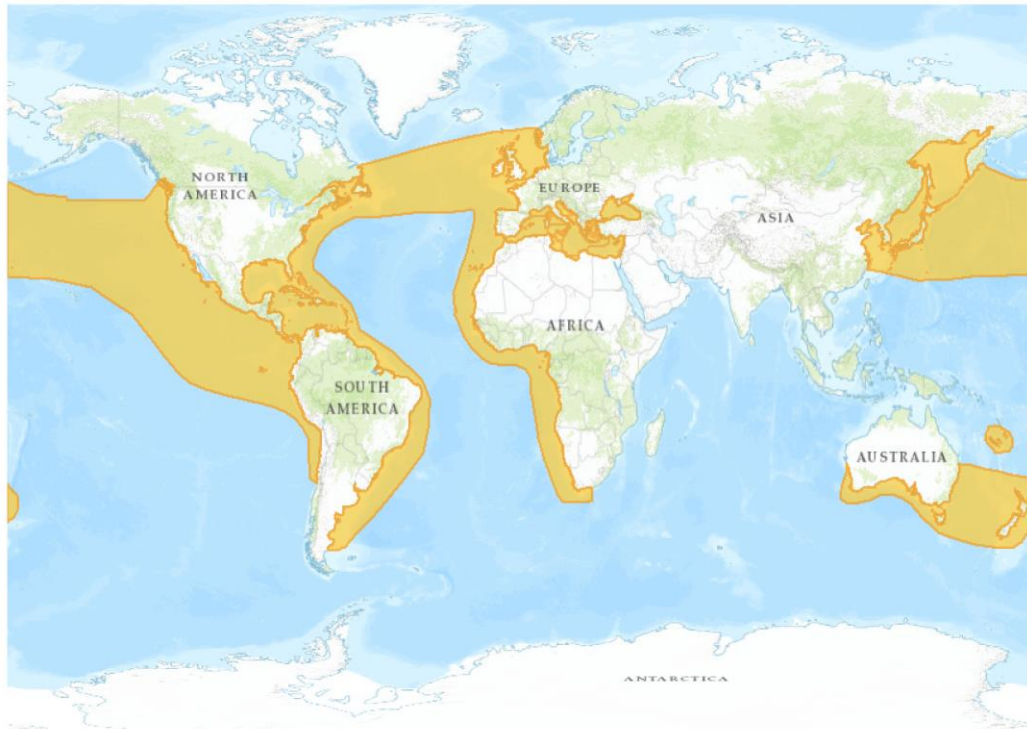 NORTH
AMERICA
EUROPE
ASIA
AFRICA
SOUTH
AMERICA
AUSTRALIA
ANTARCTICA